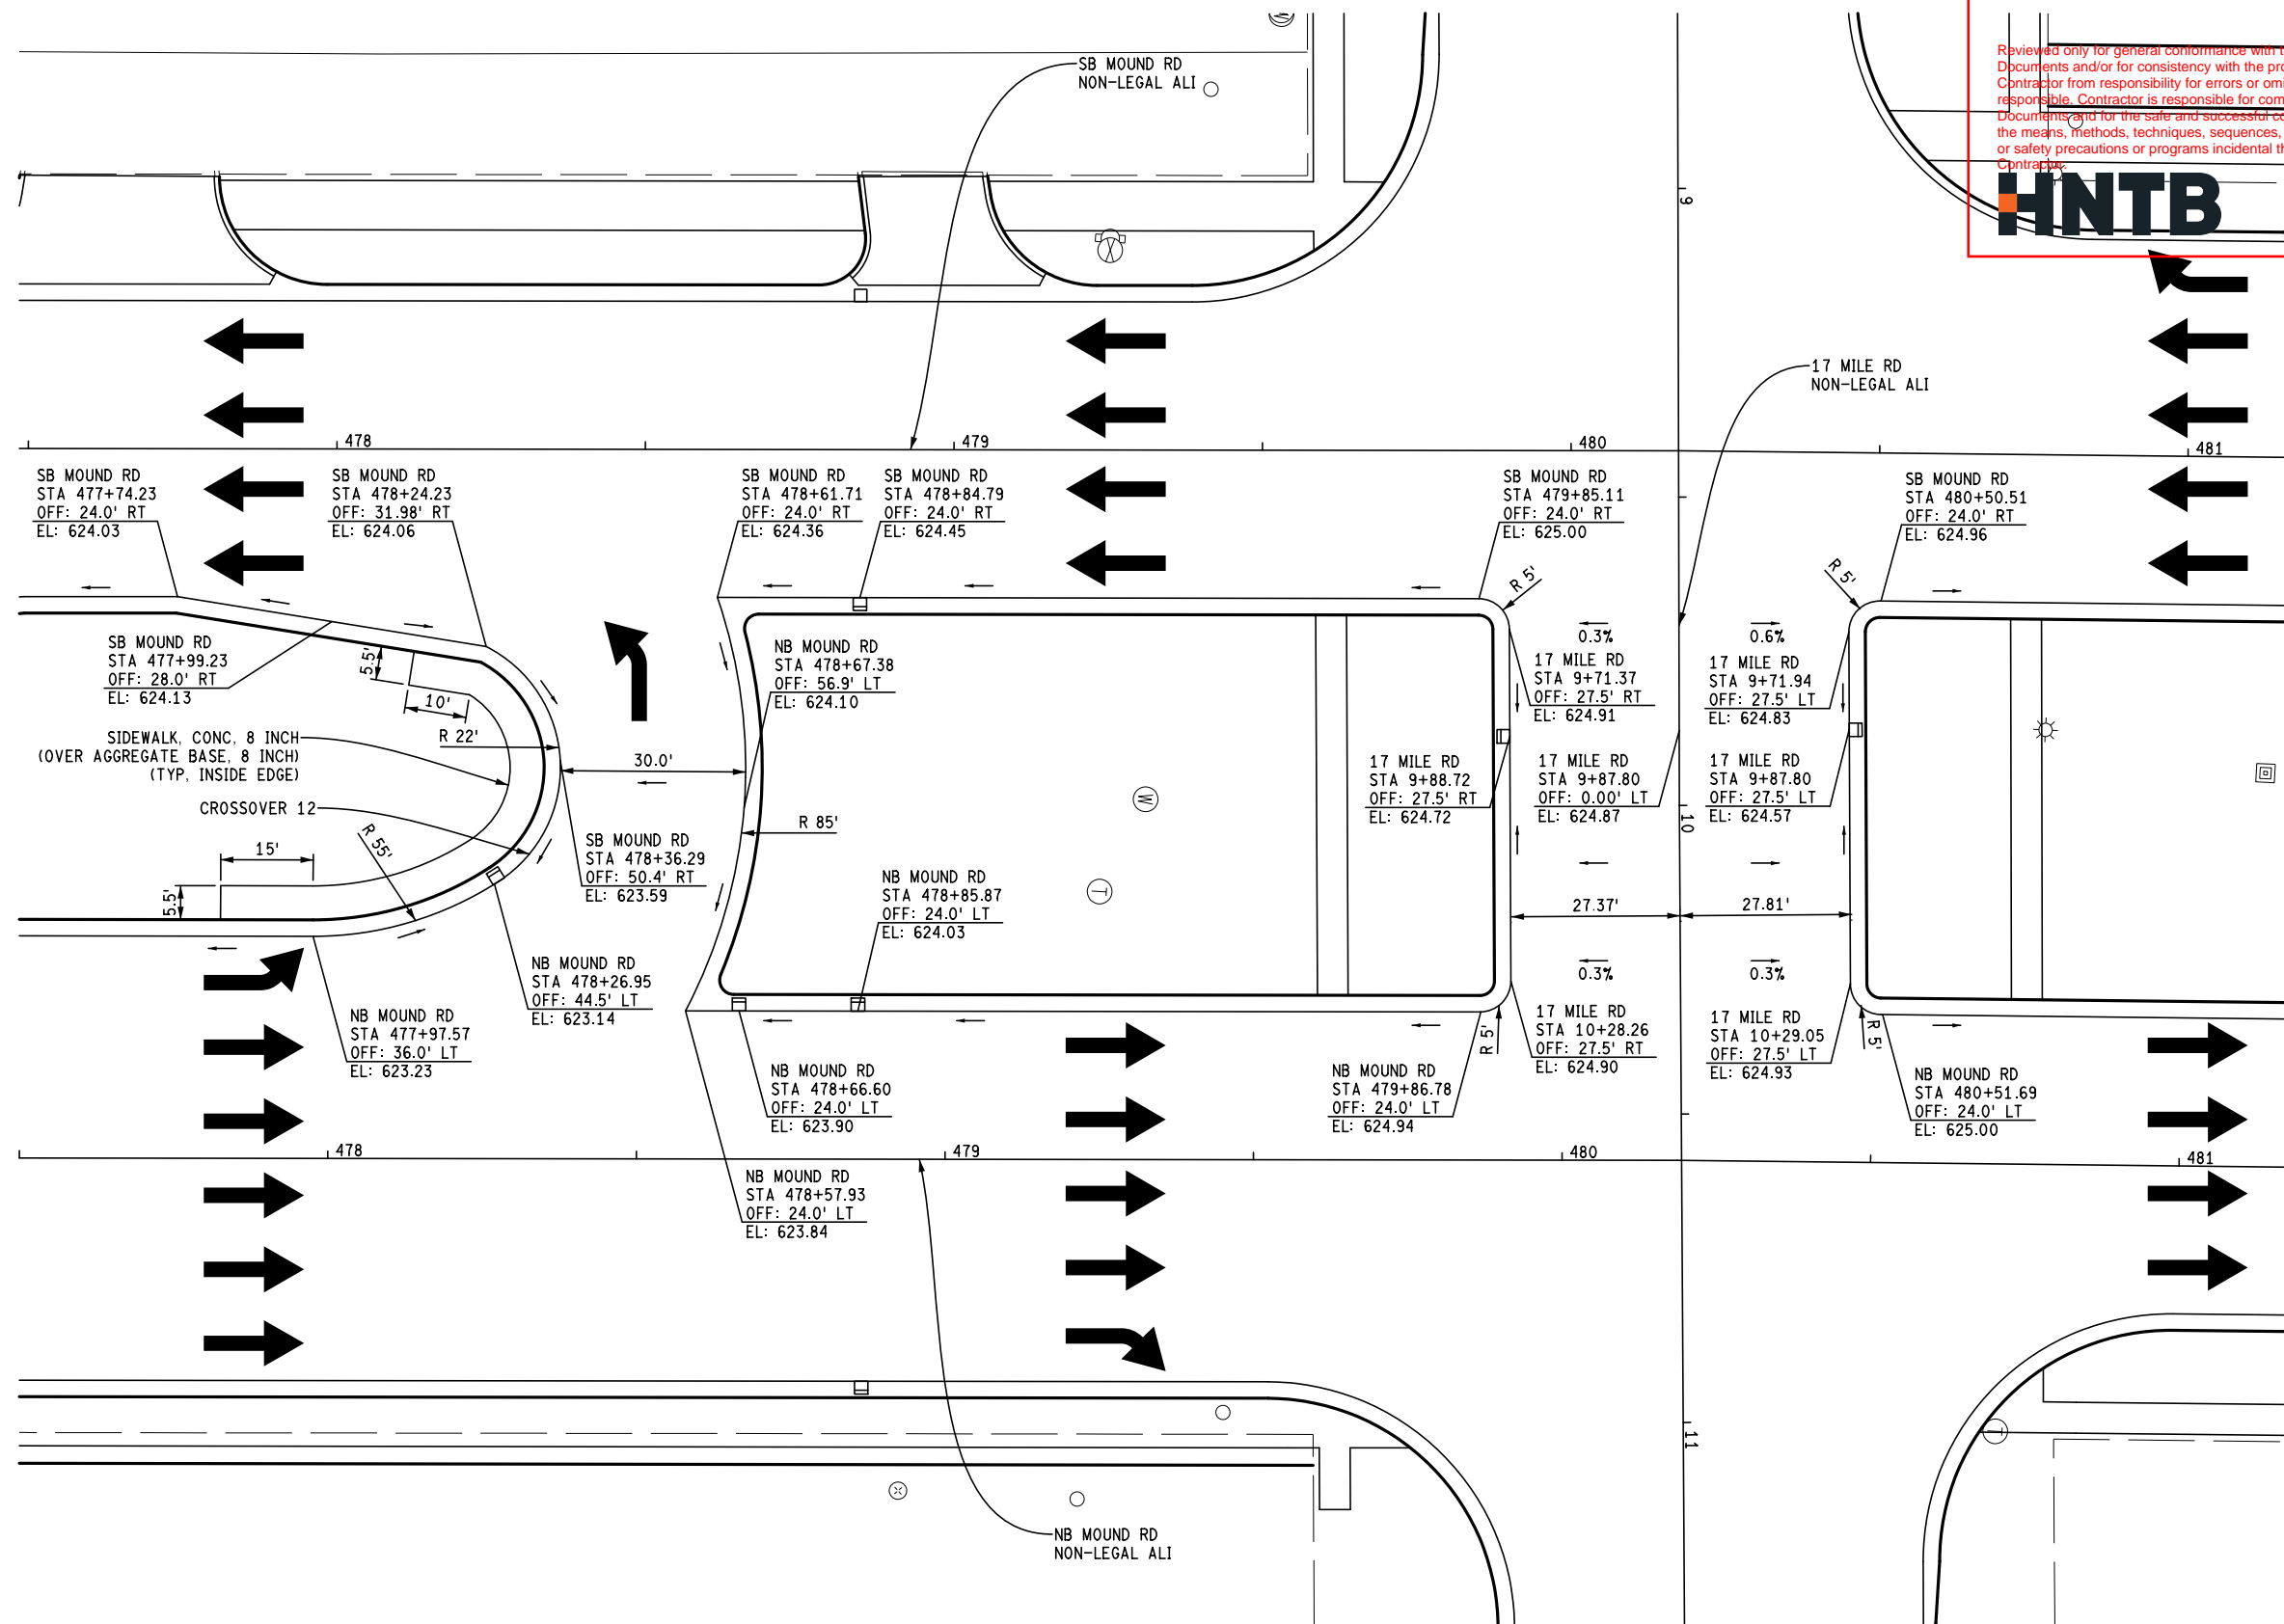 SB MOUND RD
NON-LEGAL ALI
Reviewed only for general conformance with
Documents and/or for consistency with the
Contractor from responsibility for errors or
responsible. Contractor is responsible for
Documents and for the safe and successful
the means, methods, techniques, sequences,
or safety precautions or programs incidental
Contractor.
HNTB
9
17 MILE RD
NON-LEGAL ALI
478
479
480
481
SB MOUND RD
STA 477+74.23
OFF: 24.0' RT
EL: 624.03
SB MOUND RD
STA 478+24.23
OFF: 31.98' RT
EL: 624.06
SB MOUND RD
STA 478+61.71
OFF: 24.0' RT
EL: 624.36
SB MOUND RD
STA 478+84.79
OFF: 24.0' RT
EL: 624.45
SB MOUND RD
STA 479+85.11
OFF: 24.0' RT
EL: 625.00
SB MOUND RD
STA 480+50.51
OFF: 24.0' RT
EL: 624.96
R 5'
R 5'
0.3%
0.6%
SB MOUND RD
STA 477+99.23
OFF: 28.0' RT
EL: 624.13
5.5'
10'
NB MOUND RD
STA 478+67.38
OFF: 56.9' LT
EL: 624.10
17 MILE RD
STA 9+71.37
OFF: 27.5' RT
EL: 624.91
17 MILE RD
STA 9+71.94
OFF: 27.5' LT
EL: 624.83
SIDEWALK, CONC, 8 INCH
(OVER AGGREGATE BASE, 8 INCH)
(TYP, INSIDE EDGE)
R 22'
30.0'
17 MILE RD
STA 9+88.72
OFF: 27.5' RT
EL: 624.72
17 MILE RD
STA 9+87.80
OFF: 0.00' LT
EL: 624.87
17 MILE RD
STA 9+87.80
OFF: 27.5' LT
EL: 624.57
W
CROSSOVER 12
R 85'
10
15'
R 55'
5.5'
SB MOUND RD
STA 478+36.29
OFF: 50.4' RT
EL: 623.59
NB MOUND RD
STA 478+85.87
OFF: 24.0' LT
EL: 624.03
T
27.37'
27.81'
0.3%
0.3%
NB MOUND RD
STA 478+26.95
OFF: 44.5' LT
EL: 623.14
NB MOUND RD
STA 477+97.57
OFF: 36.0' LT
EL: 623.23
17 MILE RD
STA 10+28.26
OFF: 27.5' RT
EL: 624.90
17 MILE RD
STA 10+29.05
OFF: 27.5' LT
EL: 624.93
R 5'
R 5'
NB MOUND RD
STA 478+66.60
OFF: 24.0' LT
EL: 623.90
NB MOUND RD
STA 479+86.78
OFF: 24.0' LT
EL: 624.94
NB MOUND RD
STA 480+51.69
OFF: 24.0' LT
EL: 625.00
478
479
480
481
NB MOUND RD
STA 478+57.93
OFF: 24.0' LT
EL: 623.84
11
T
NB MOUND RD
NON-LEGAL ALI